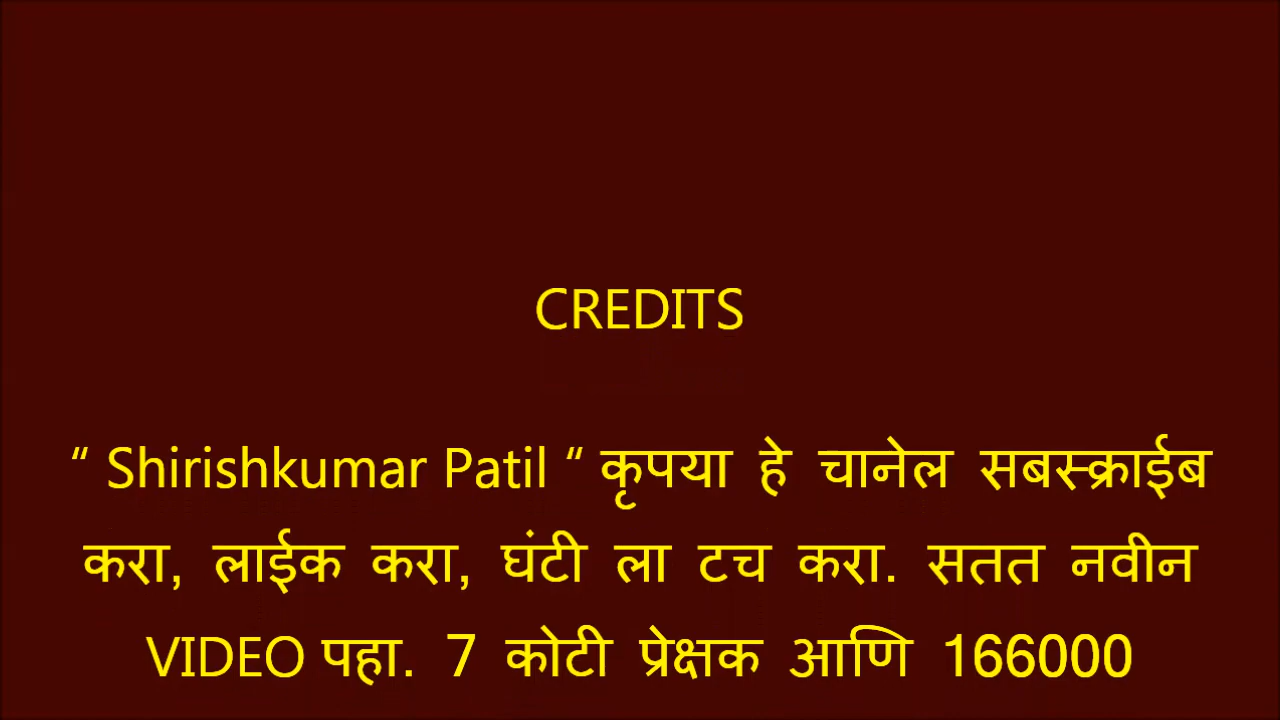 CREDITS
“ Shirishkumar Patil “ कृपया हे चानेल सबस्क्राईब
करा, लाईक करा, घंटी ला टच करा. सतत नवीन
VIDEO पहा. 7 कोटी प्रेक्षक आणि 166000